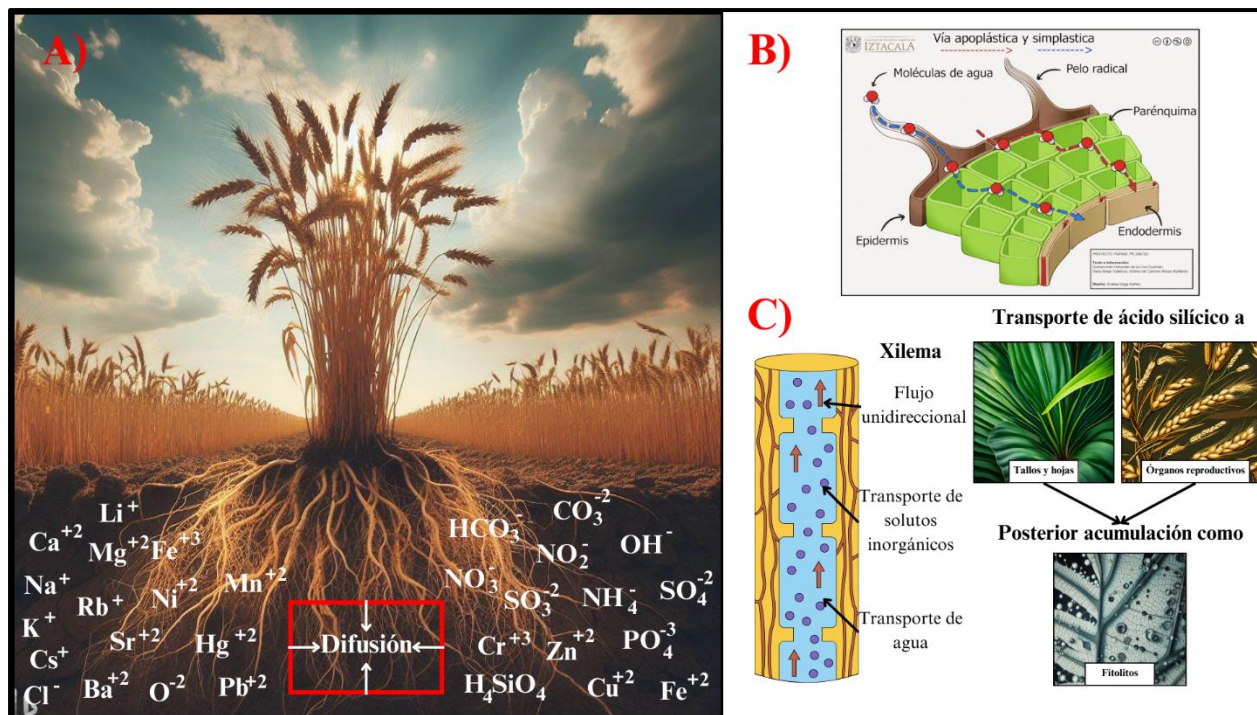 A)
Li+
Ca+2
Mg+2
Fe+3
Na+
Rb+
Ni+2
Mn+2
K+
Sr+2
Hg+2
Cs+
Cl-
Ba+2
O-2
Pb+2
Difusión
HCO3-
CO3-2
NO2-
OH-
NO3-
SO3-2
NH4-
SO4-2
Cr+3
Zn+2
PO4-3
H4SiO4
Cu+2
Fe+2
B)
IZTACALA
Vía apoplástica y simplastica
Moléculas de agua
Pelo radical
Parénquima
Epidermis
Endodermis
C)
Transporte de ácido silícico a
Xilema
Flujo
unidireccional
Transporte de
solutos
inorgánicos
Transporte de
agua
Tallos y hojas
Órganos reproductivos
Posterior acumulación como
Fitolitos